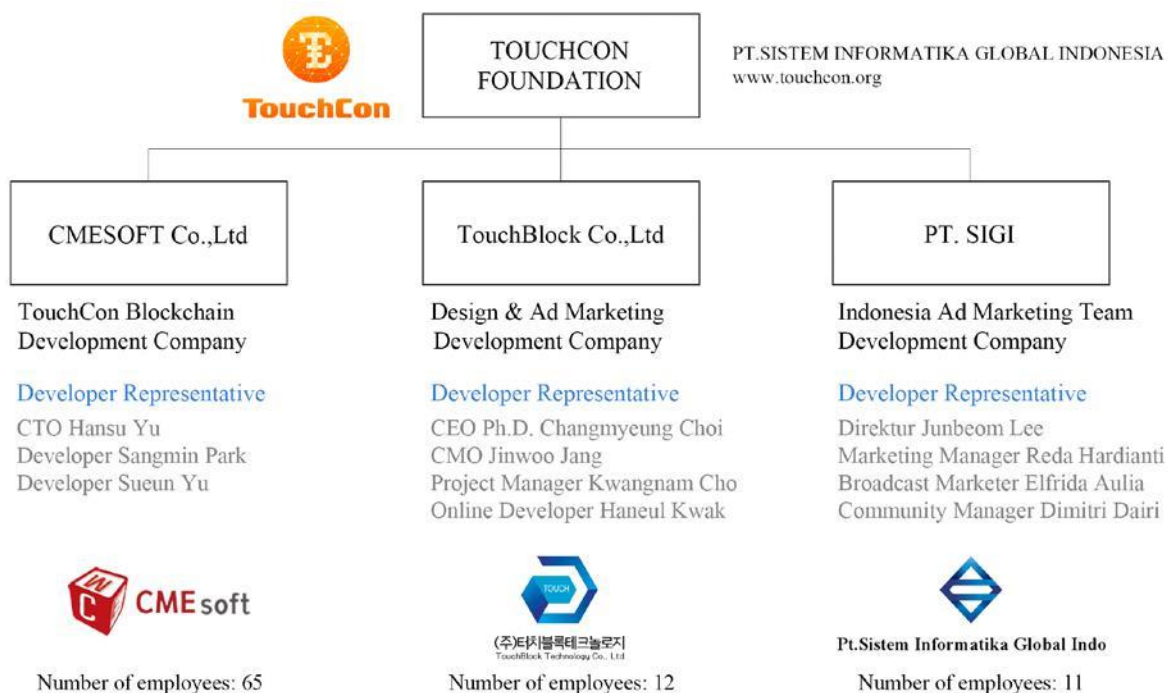 TouchCon
TOUCHCON
FOUNDATION
PT.SISTEM INFORMATIKA GLOBAL INDONESIA
www.touchcon.org
CMESOFT Co.,Ltd
TouchCon Blockchain
Development Company
Developer Representative
CTO Hansu Yu
Developer Sangmin Park
Developer Sueun Yu
CMEsoft
Number of employees: 65
TouchBlock Co.,Ltd
Design & Ad Marketing
Development Company
Developer Representative
CEO Ph.D. Changmyeung Choi
CMO Jinwoo Jang
Project Manager Kwangnam Cho
Online Developer Haneul Kwak
TOUCH
(주)터치블록테크놀로지
TouchBlock Technology Co., Ltd
Number of employees: 12
PT. SIGI
Indonesia Ad Marketing Team
Development Company
Developer Representative
Direktur Junbeom Lee
Marketing Manager Reda Hardianti
Broadcast Marketer Elfrida Aulia
Community Manager Dimitri Dairi
Pt.Sistem Informatika Global Indo
Number of employees: 11